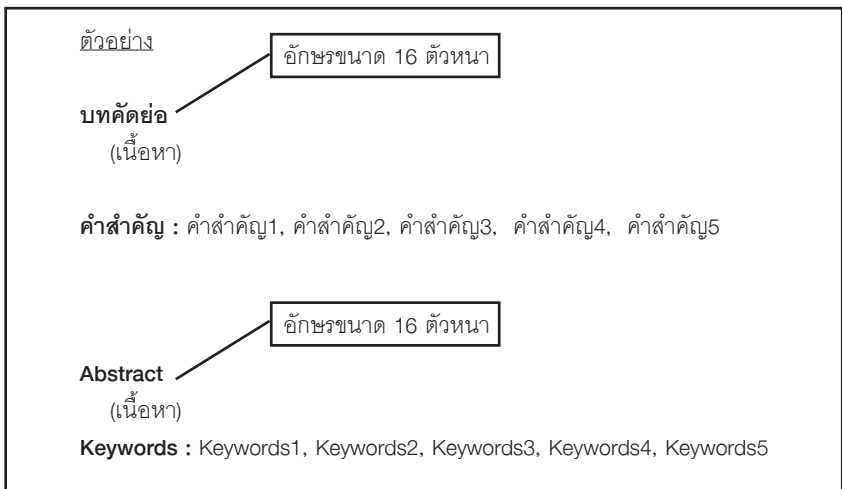 ตัวอย่าง
อักษรขนาด 16 ตัวหนา
บทคัดย่อ
(เนื้อหา)
คำสำคัญ : คำสำคัญ1, คำสำคัญ2, คำสำคัญ3, คำสำคัญ4, คำสำคัญ5
อักษรขนาด 16 ตัวหนา
Abstract
(เนื้อหา)
Keywords : Keywords1, Keywords2, Keywords3, Keywords4, Keywords5